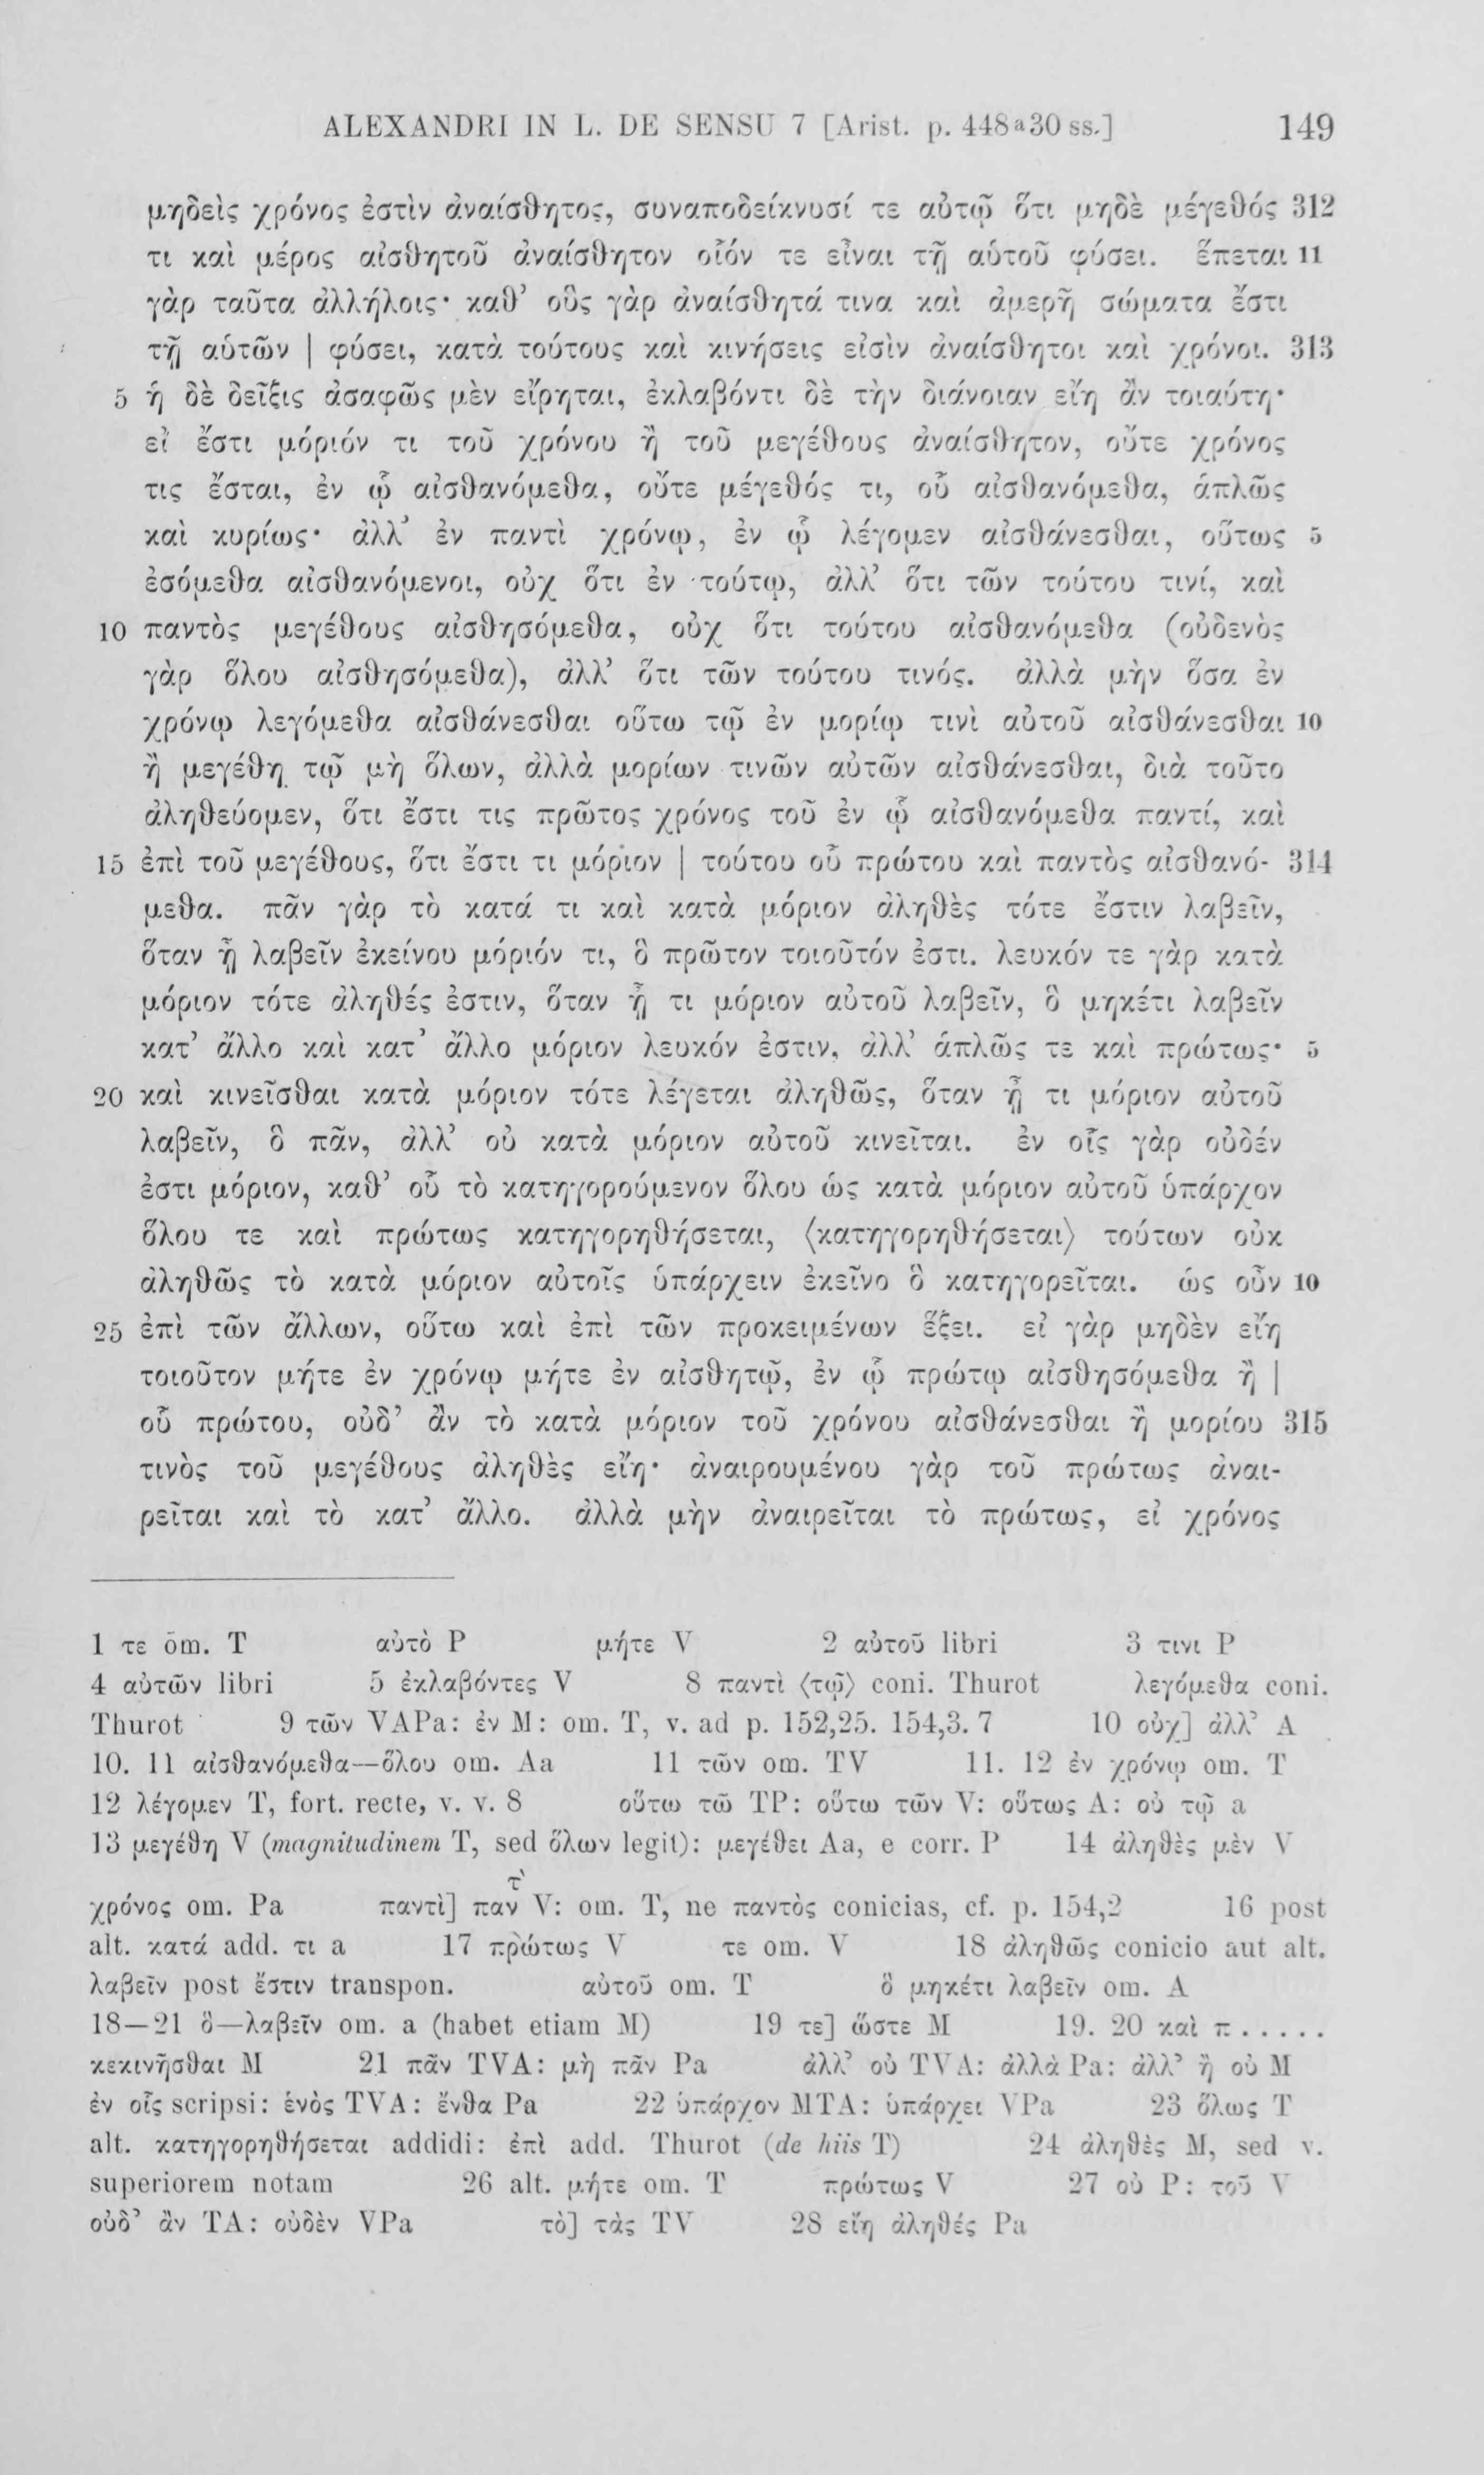 ALEXANDRI IN L. DE SENSU 7 [Arist. p. 448a30 ss.] 149
μηδεὶς χρόνος ἐστὶν ἀναίσθητος, συναποδείκνυσί τε αὐτῷ ὅτι μηδὲ μέγεθός 312
τι καὶ μέρος αἰσθητοῦ ἀναίσθητον οἷόν τε εἶναι τῇ αὑτοῦ φύσει. ἕπεται 11
γὰρ ταῦτα ἀλλήλοις· καθ’ οὓς γὰρ ἀναίσθητά τινα καὶ ἀμερῆ σώματα ἔστι
τῇ αὑτῶν | φύσει, κατὰ τούτους καὶ κινήσεις εἰσὶν ἀναίσθητοι καὶ χρόνοι. 313
5 ἡ δὲ δεῖξις ἀσαφῶς μὲν εἴρηται, ἐκλαβόντι δὲ τὴν διάνοιαν εἴη ἂν τοιαύτη·
εἴ ἔστι μόριόν τι τοῦ χρόνου ἢ τοῦ μεγέθους ἀναίσθητον, οὔτε χρόνος
τις ἔσται, ἐν ᾧ αἰσθανόμεθα, οὔτε μέγεθός τι, οὗ αἰσθανόμεθα, ἁπλῶς
καὶ κυρίως· ἀλλ’ ἐν παντὶ χρόνῳ, ἐν ᾧ λέγομεν αἰσθάνεσθαι, οὕτως 5
ἐσόμεθα αἰσθανόμενοι, οὐχ ὅτι ἐν τούτῳ, ἀλλ’ ὅτι τῶν τούτου τινί, καὶ
10 παντὸς μεγέθους αἰσθησόμεθα, οὐχ ὅτι τούτου αἰσθανόμεθα (οὐδενὸς
γὰρ ὅλου αἰσθησόμεθα), ἀλλ’ ὅτι τῶν τούτου τινός. ἀλλὰ μὴν ὅσα ἐν
χρόνῳ λεγόμεθα αἰσθάνεσθαι οὕτω τῷ ἐν μορίῳ τινὶ αὐτοῦ αἰσθάνεσθαι 10
ἢ μεγέθη τῷ μὴ ὅλων, ἀλλὰ μορίων τινῶν αὐτῶν αἰσθάνεσθαι, διὰ τοῦτο
ἀληθεύομεν, ὅτι ἔστι τις πρῶτος χρόνος τοῦ ἐν ᾧ αἰσθανόμεθα παντί, καὶ
15 ἐπὶ τοῦ μεγέθους, ὅτι ἔστι τι μόριον | τούτου οὗ πρώτου καὶ παντὸς αἰσθανό- 314
μεθα. πᾶν γὰρ τὸ κατά τι καὶ κατὰ μόριον ἀληθὲς τότε ἔστιν λαβεῖν,
ὅταν ᾖ λαβεῖν ἐκείνου μόριόν τι, ὃ πρῶτον τοιοῦτόν ἐστι. λευκόν τε γὰρ κατὰ
μόριον τότε ἀληθές ἐστιν, ὅταν ᾖ τι μόριον αὐτοῦ λαβεῖν, ὃ μηκέτι λαβεῖν
κατ’ ἄλλο καὶ κατ’ ἄλλο μόριον λευκόν ἐστιν, ἀλλ’ ἁπλῶς τε καὶ πρώτως· 5
20 καὶ κινεῖσθαι κατὰ μόριον τότε λέγεται ἀληθῶς, ὅταν ᾖ τι μόριον αὐτοῦ
λαβεῖν, ὃ πᾶν, ἀλλ’ οὐ κατὰ μόριον αὐτοῦ κινεῖται. ἐν οἷς γὰρ οὐδέν
ἐστι μόριον, καθ’ οὗ τὸ κατηγορούμενον ὅλου ὡς κατὰ μόριον αὐτοῦ ὑπάρχον
ὅλου τε καὶ πρώτως κατηγορηθήσεται, ⟨κατηγορηθήσεται⟩ τούτων οὐκ
ἀληθῶς τὸ κατὰ μόριον αὐτοῖς ὑπάρχειν ἐκεῖνο ὃ κατηγορεῖται. ὡς οὖν 10
25 ἐπὶ τῶν ἄλλων, οὕτω καὶ ἐπὶ τῶν προκειμένων ἕξει. εἰ γὰρ μηδὲν εἴη
τοιοῦτον μήτε ἐν χρόνῳ μήτε ἐν αἰσθητῷ, ἐν ᾧ πρώτῳ αἰσθησόμεθα ἢ |
οὗ πρώτου, οὐδ’ ἂν τὸ κατὰ μόριον τοῦ χρόνου αἰσθάνεσθαι ἢ μορίου 315
τινὸς τοῦ μεγέθους ἀληθὲς εἴη· ἀναιρουμένου γὰρ τοῦ πρώτως ἀναι-
ρεῖται καὶ τὸ κατ’ ἄλλο. ἀλλὰ μὴν ἀναιρεῖται τὸ πρώτως, εἰ χρόνος
1 τε om. T αὐτὸ P μήτε V 2 αὐτοῦ libri 3 τινι P
4 αὐτῶν libri 5 ἐκλαβόντες V 8 παντὶ ⟨τῷ⟩ coni. Thurot λεγόμεθα coni.
Thurot 9 τῶν VAPa: ἐν M: om. T, v. ad p. 152,25. 154,3. 7 10 οὐχ] ἀλλ’ A
10. 11 αἰσθανόμεθα—ὅλου om. Aa 11 τῶν om. TV 11. 12 ἐν χρόνῳ om. T
12 λέγομεν T, fort. recte, v. v. 8 οὕτω τῶ TP: οὕτω τῶν V: οὕτως A: οὐ τῷ a
13 μεγέθη V (magnitudinem T, sed ὅλων legit): μεγέθει Aa, e corr. P 14 ἀληθὲς μὲν V
χρόνος om. Pa παντὶ] παν τ` V: om. T, ne παντὸς conicias, cf. p. 154,2 16 post
alt. κατά add. τι a 17 πρώτως V τε om. V 18 ἀληθῶς conicio aut alt.
λαβεῖν post ἔστιν transpon. αὐτοῦ om. T ὃ μηκέτι λαβεῖν om. A
18—21 ὃ—λαβεῖν om. a (habet etiam M) 19 τε] ὥστε M 19. 20 καὶ π.....
κεκινῆσθαι M 21 πᾶν TVA: μὴ πᾶν Pa ἀλλ’ οὐ TVA: ἀλλὰ Pa: ἀλλ’ ἢ οὐ M
ἐν οἷς scripsi: ἑνὸς TVA: ἔνθα Pa 22 ὑπάρχον MTA: ὑπάρχει VPa 23 ὅλως T
alt. κατηγορηθήσεται addidi: ἐπὶ add. Thurot (de hiis T) 24 ἀληθὲς M, sed v.
superiorem notam 26 alt. μήτε om. T πρώτως V 27 οὐ P: τοῦ V
οὐδ’ ἂν TA: οὐδὲν VPa τὸ] τὰς TV 28 εἴη ἀληθές Pa